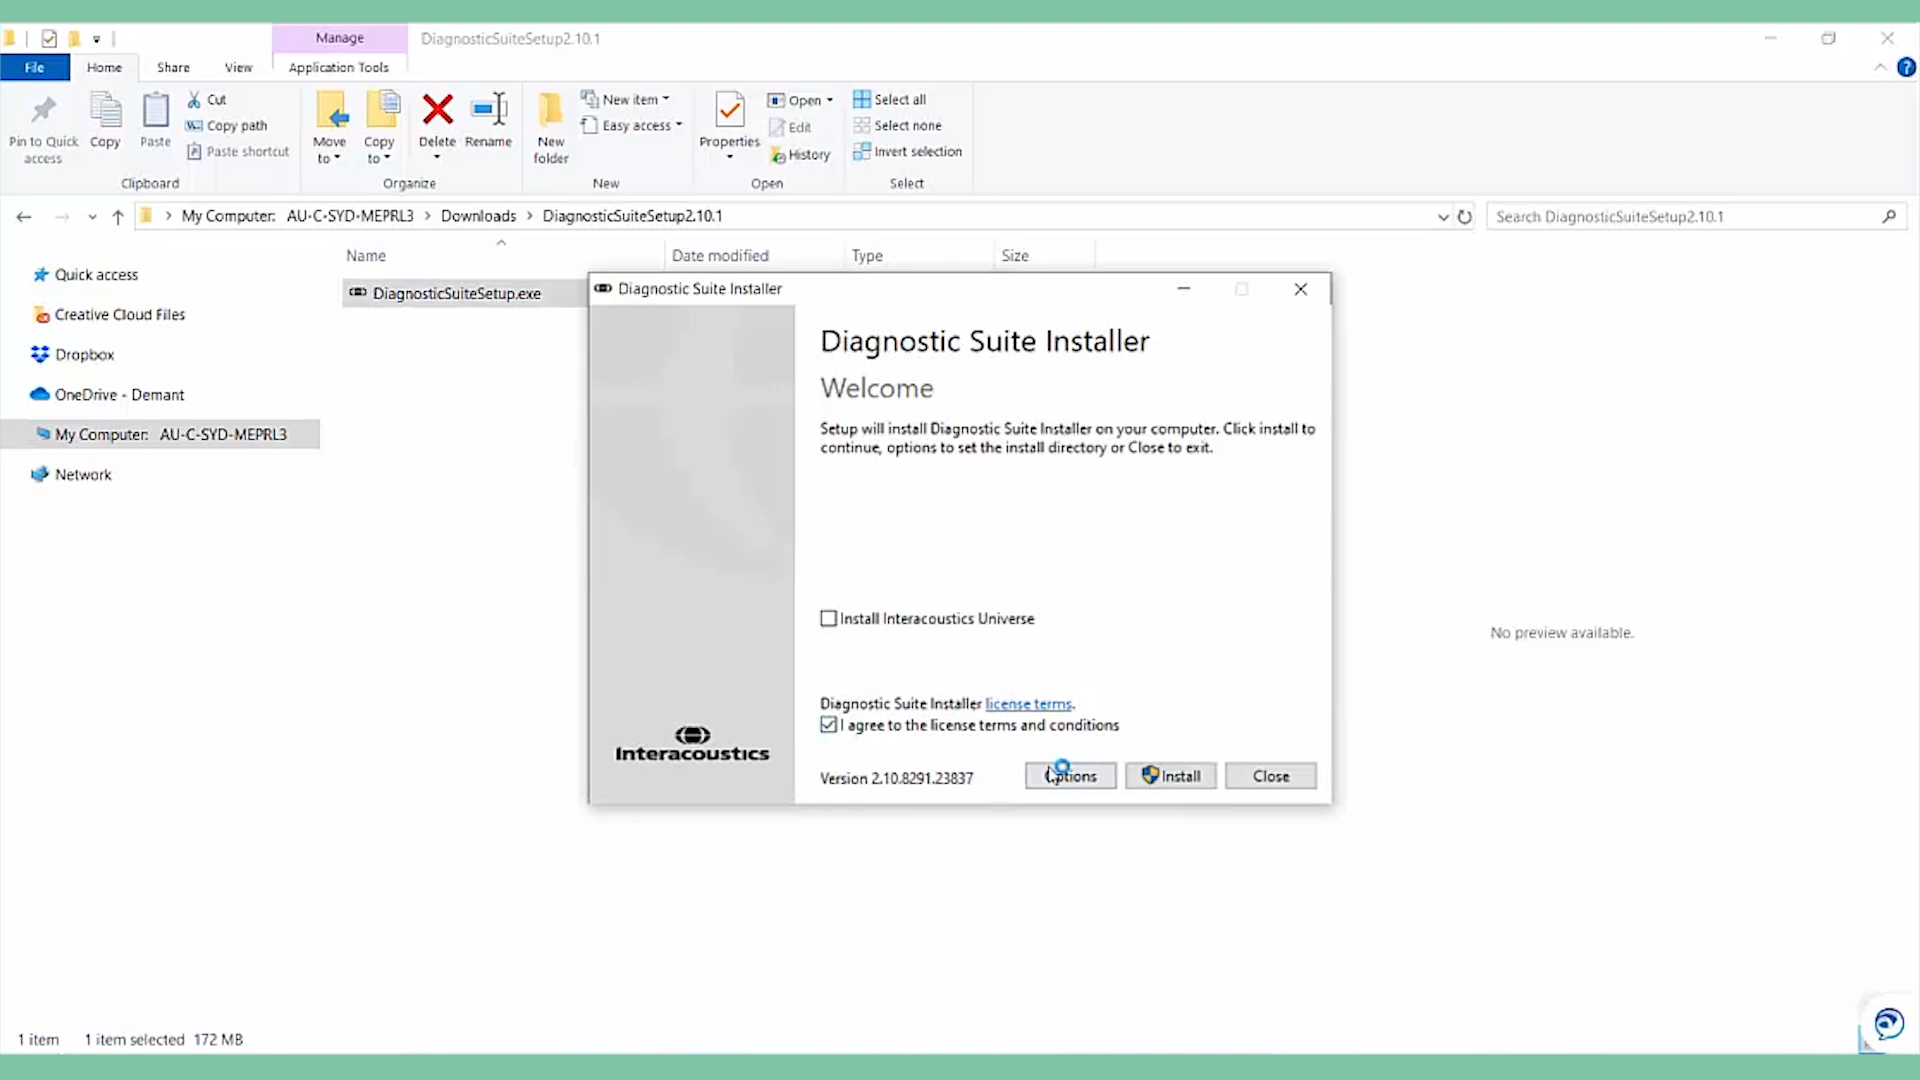 Manage
DiagnosticSuiteSetup2.10.1
File
Home
Share
View
Application Tools
Pin to Quick access
Copy
Paste
Cut
Copy path
Paste shortcut
Clipboard
Move to
Copy to
Delete
Rename
Organize
New folder
New item
Easy access
New
Properties
Open
Edit
History
Open
Select all
Select none
Invert selection
Select
My Computer: AU-C-SYD-MEPRL3 > Downloads > DiagnosticSuiteSetup2.10.1
Search DiagnosticSuiteSetup2.10.1
Name
Date modified
Type
Size
Quick access
Creative Cloud Files
Dropbox
OneDrive - Demant
My Computer: AU-C-SYD-MEPRL3
Network
DiagnosticSuiteSetup.exe
Diagnostic Suite Installer
Diagnostic Suite Installer
Welcome
Setup will install Diagnostic Suite Installer on your computer. Click install to
continue, options to set the install directory or Close to exit.
Install Interacoustics Universe
Diagnostic Suite Installer license terms.
I agree to the license terms and conditions
Interacoustics
Version 2.10.8291.23837
Options
Install
Close
No preview available.
1 item
1 item selected 172 MB